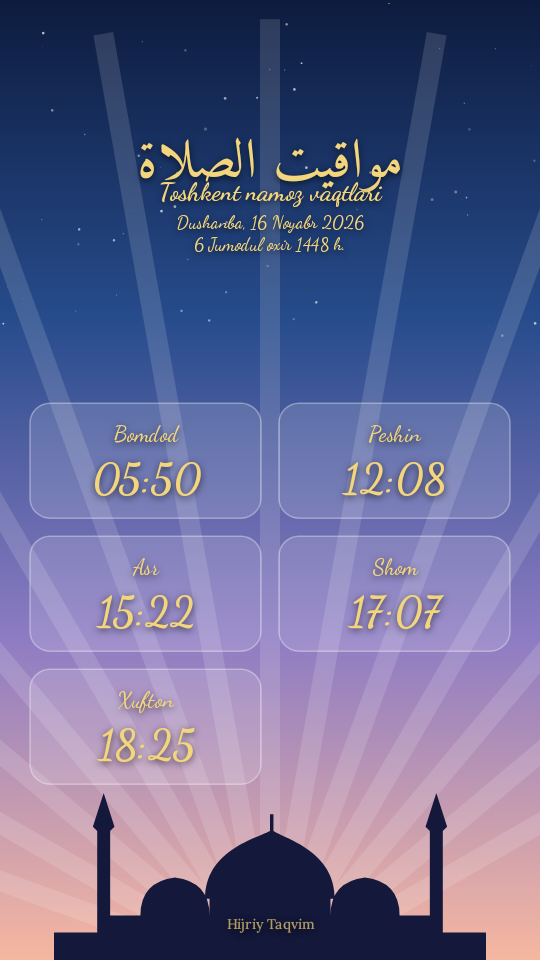 مواقيت الصلاة
Toshkent namoz vaqtlari
Dushanba, 16 Noyabr 2026
6 Jumodul oxir 1448 h.
Bomdod
05:50
Peshin
12:08
Asr
15:22
Shom
17:07
Xufton
18:25
Hijriy Taqvim